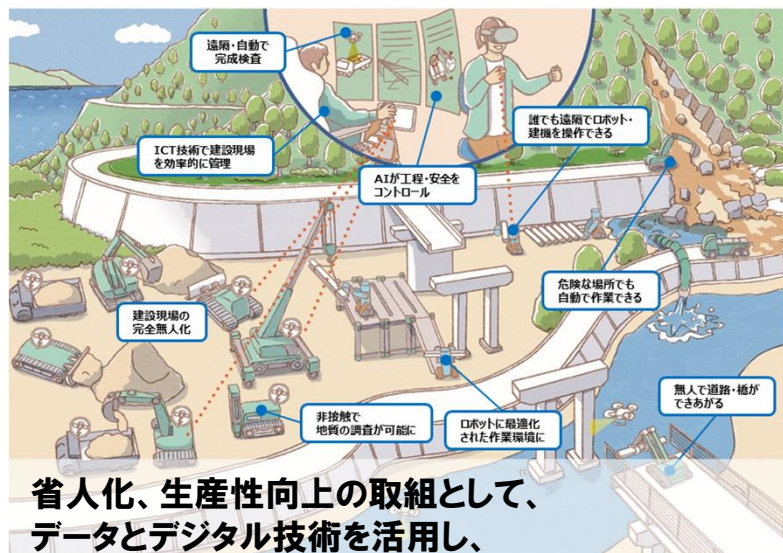 遠隔・自動で
完成検査
ICT技術で建設現場
を効率的に管理
AIが工程・安全を
コントロール
誰でも遠隔でロボット・
建機を操作できる
危険な場所でも
自動で作業できる
建設現場の
完全無人化
非接触で
地質の調査が可能に
ロボットに最適化
された作業環境に
無人で道路・橋が
できあがる
省人化、生産性向上の取組として、
データとデジタル技術を活用し、